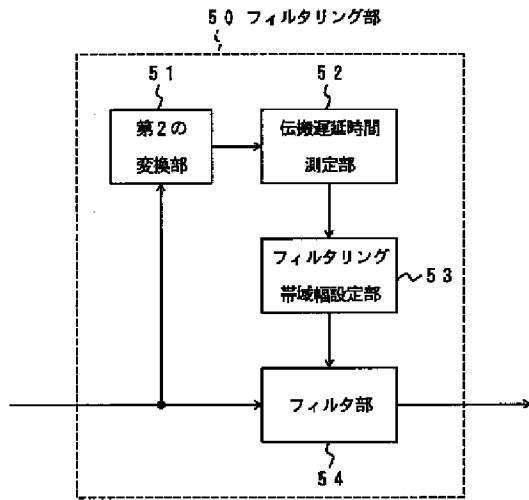 50 フィルタリング部
51
52
第2の
変換部
伝搬遅延時間
測定部
フィルタリング
帯域幅設定部
53
フィルタ部
54